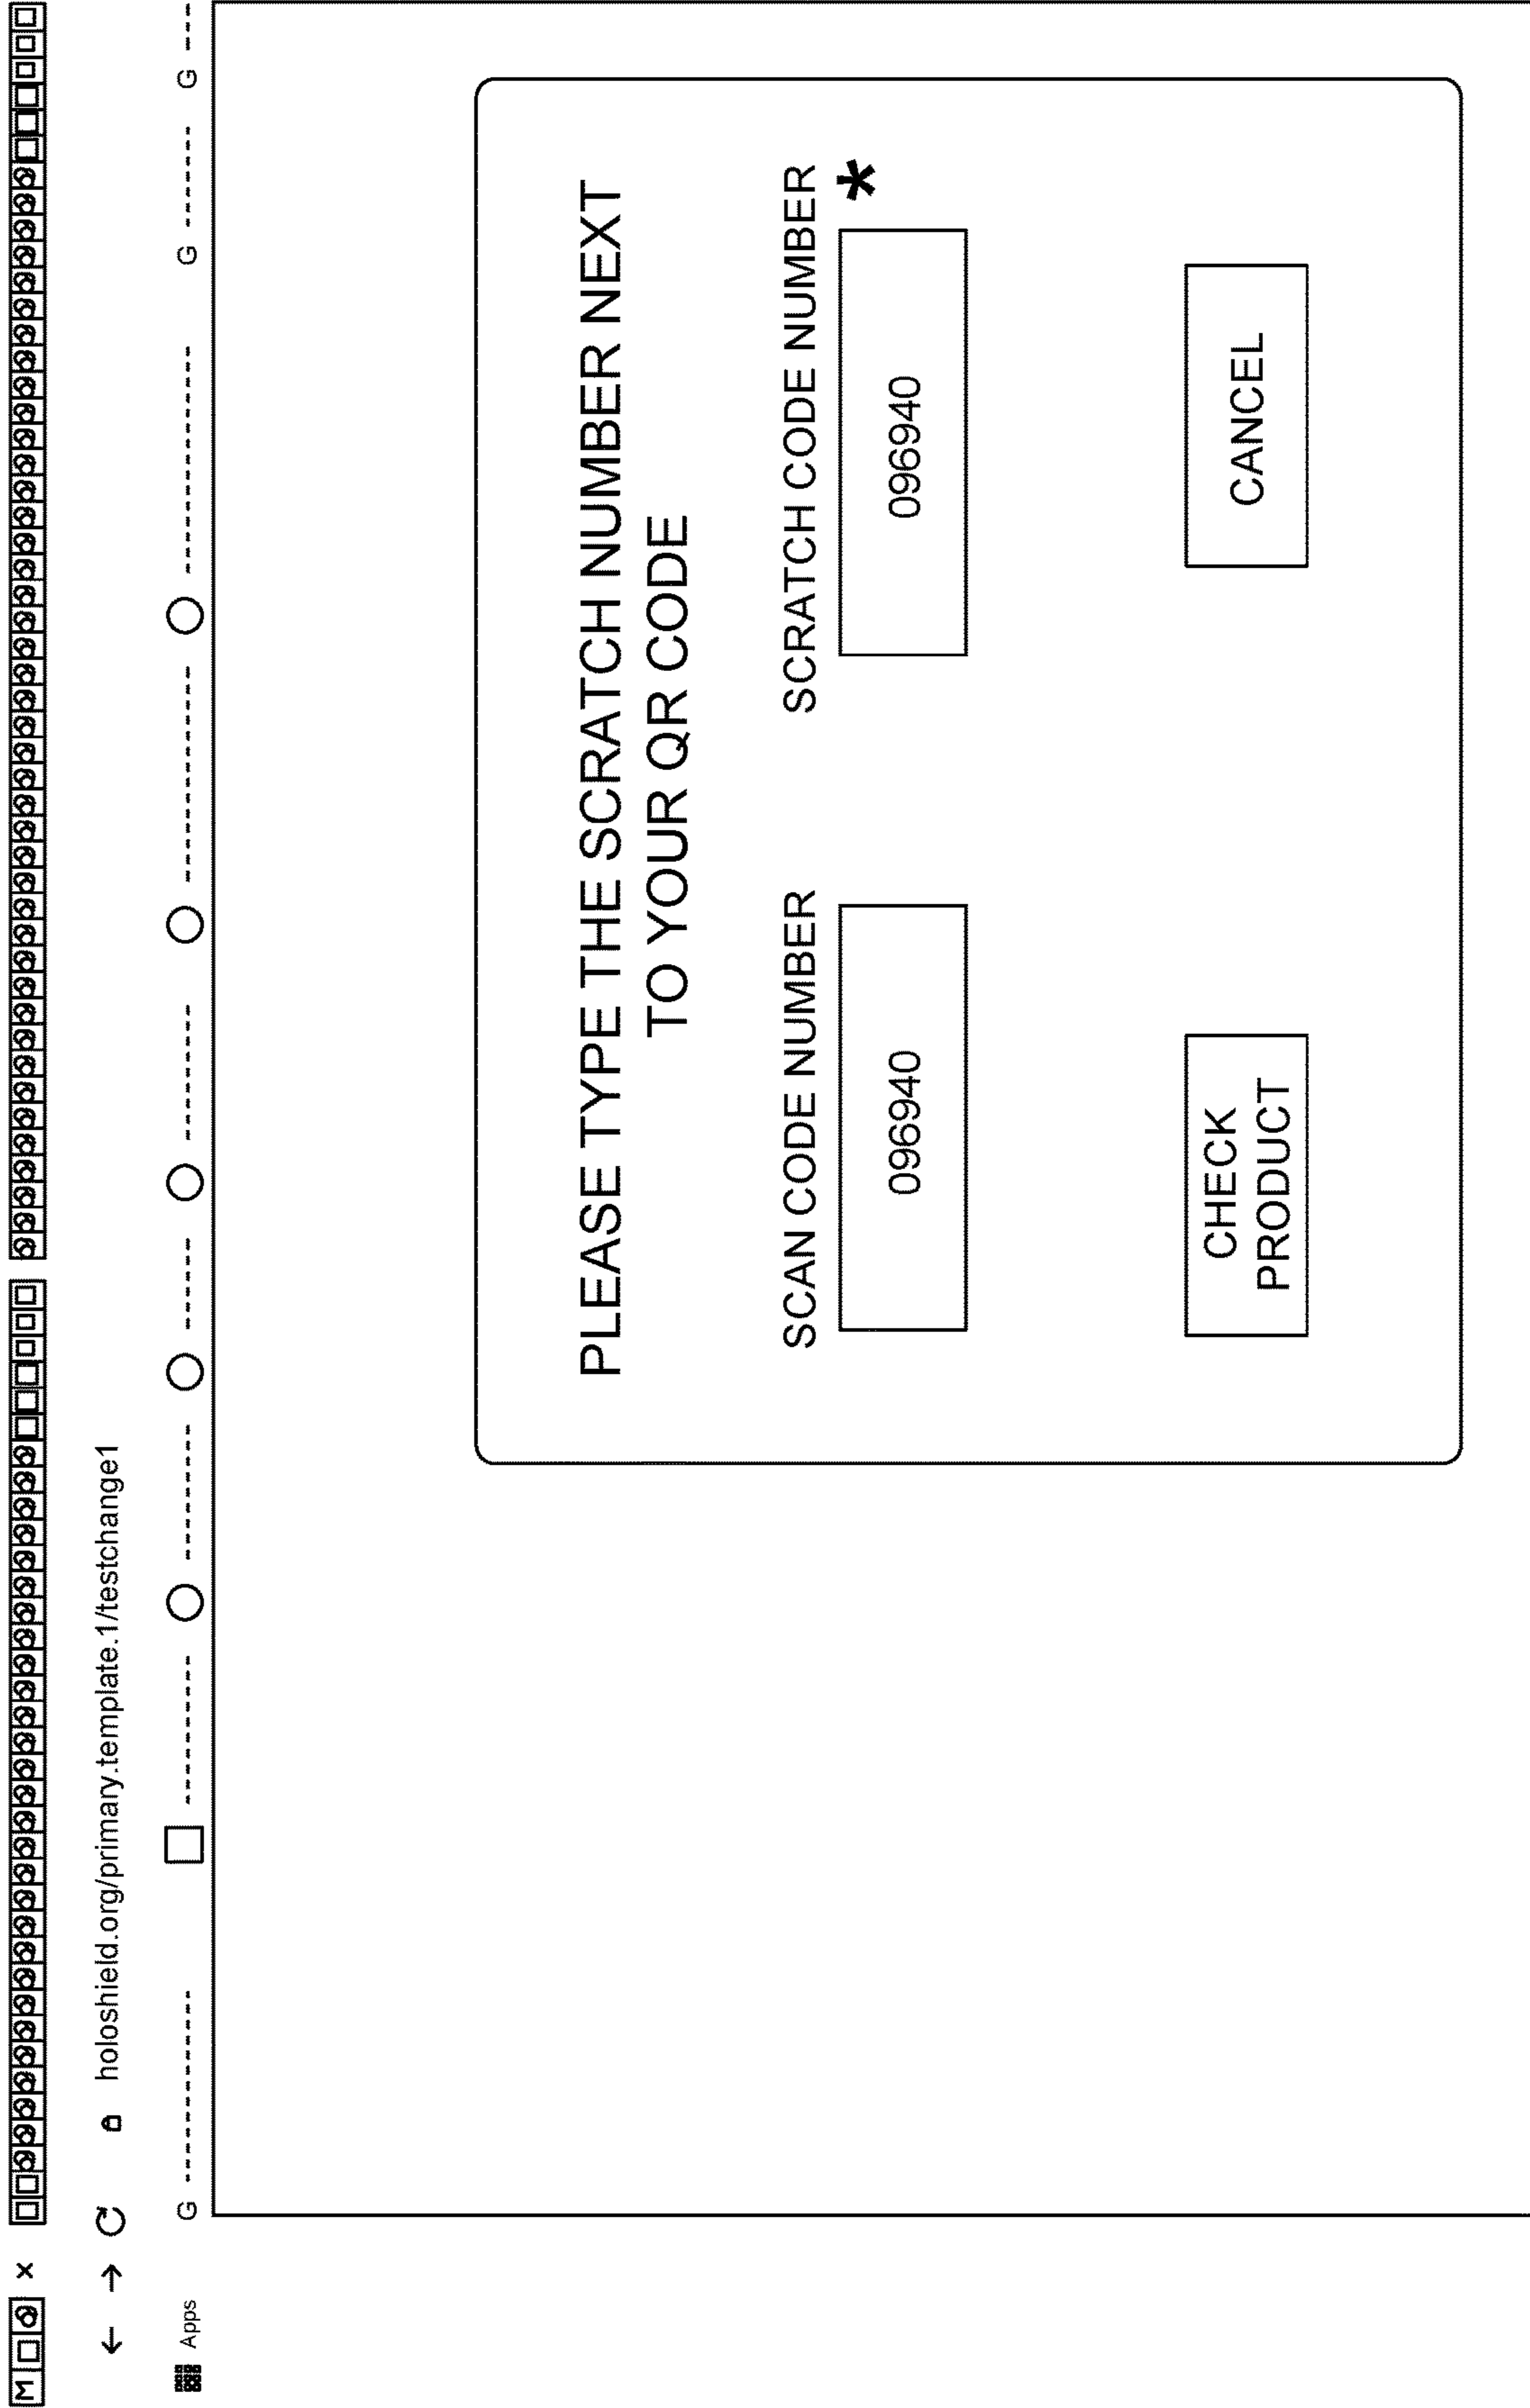 M
×
holoshield.org/primary.template.1/testchange1
Apps
G
G
G
PLEASE TYPE THE SCRATCH NUMBER NEXT
TO YOUR QR CODE
SCAN CODE NUMBER
SCRATCH CODE NUMBER
096940
096940
*
CHECK
PRODUCT
CANCEL